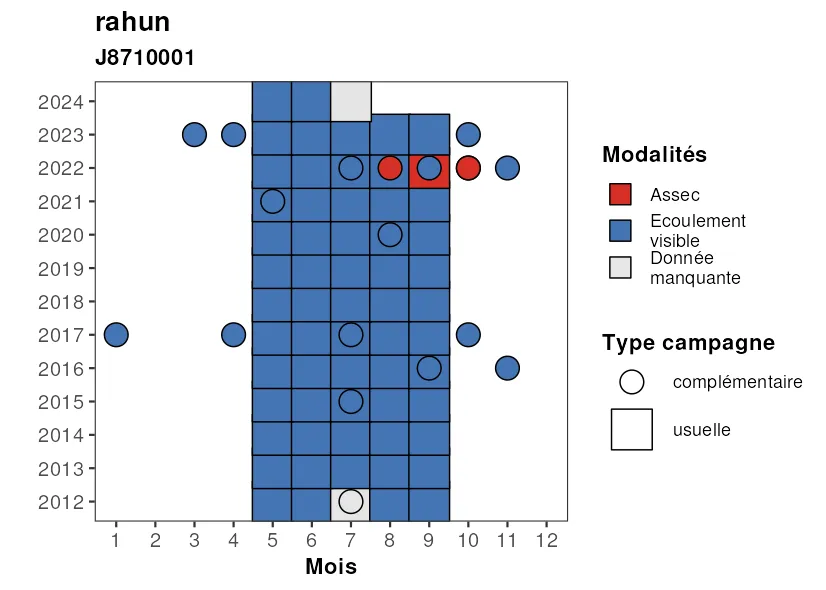 rahun
J8710001
2024
2023
2022
2021
2020
2019
2018
2017
2016
2015
2014
2013
2012
1 2 3 4 5 6 7 8 9 10 11 12
Mois
Modalités
Assec
Ecoulement
visible
Donnée
manquante
Type campagne
complémentaire
usuelle